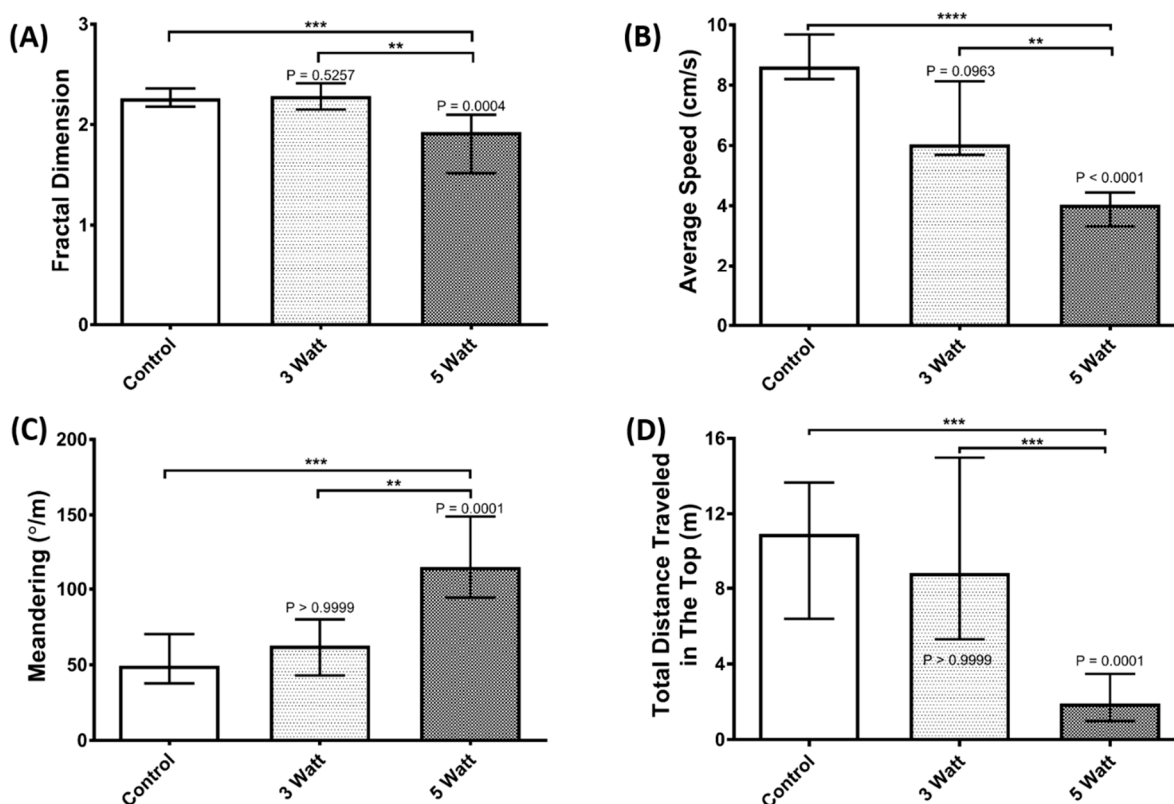 (A)
Fractal Dimension
3
2
1
0
***
**
P = 0.5257
P = 0.0004
Control
3 Watt
5 Watt
(B)
Average Speed (cm/s)
10
8
6
4
2
0
****
**
P = 0.0963
P < 0.0001
Control
3 Watt
5 Watt
(C)
Meandering (°/m)
200
150
100
50
0
***
**
P > 0.9999
P = 0.0001
Control
3 Watt
5 Watt
(D)
Total Distance Traveled
in The Top (m)
16
12
8
4
0
***
***
P > 0.9999
P = 0.0001
Control
3 Watt
5 Watt